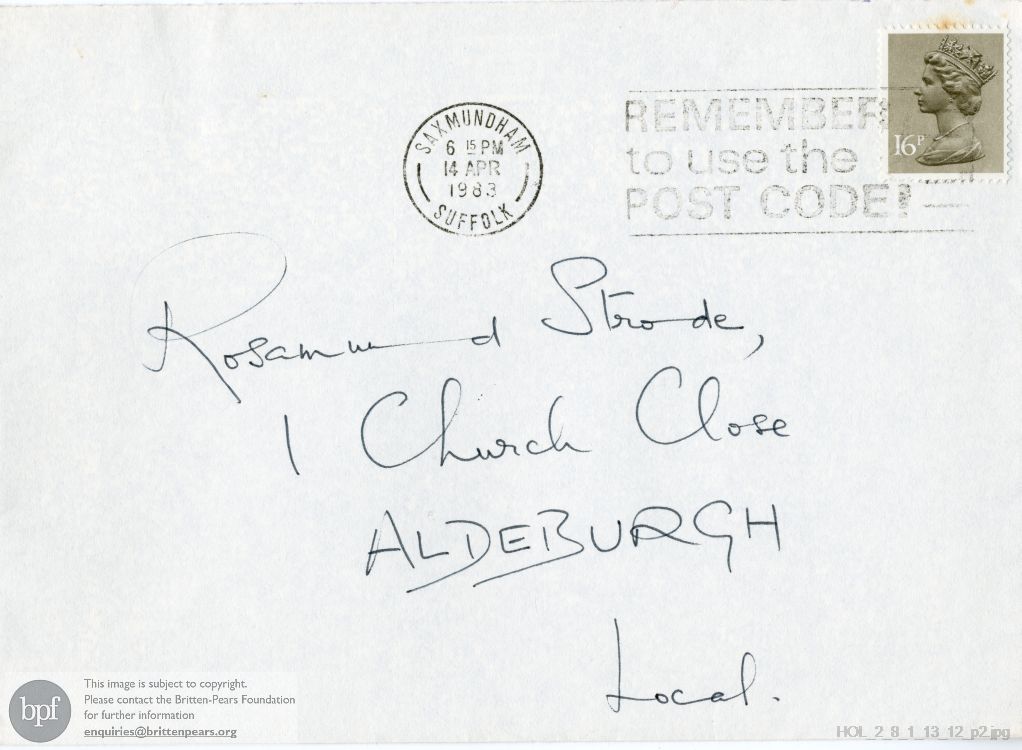 SAXMUNDHAM
6 15 PM
14 APR
1983
SUFFOLK
REMEMBER
to use the
POST CODE!
16P
Rosamund Strode,
1 Church Close
ALDEBURGH
Local.
bpf
This image is subject to copyright.
Please contact the Britten-Pears Foundation
for further information
enquiries@brittenpears.org
HOL_2_8_1_13_12_p2.jpg